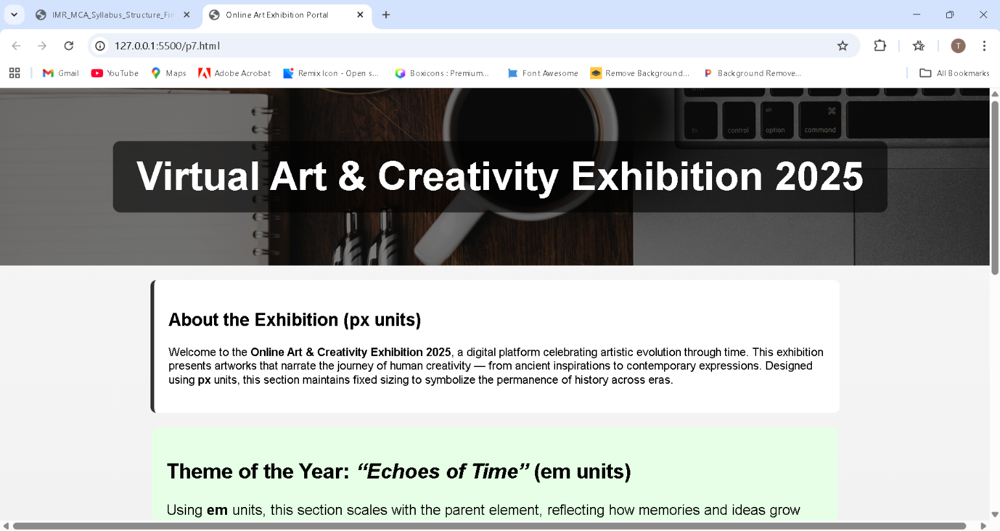 IMR_MCA_Syllabus_Structure_Fin
Online Art Exhibition Portal
127.0.0.1:5500/p7.html
T
Gmail
YouTube
Maps
Adobe Acrobat
Remix Icon - Open s...
Boxicons : Premium...
Font Awesome
Remove Background...
Background Remove...
All Bookmarks
alt
⌘
fn
control
option
command
Virtual Art & Creativity Exhibition 2025
About the Exhibition (px units)
Welcome to the Online Art & Creativity Exhibition 2025, a digital platform celebrating artistic evolution through time. This exhibition
presents artworks that narrate the journey of human creativity — from ancient inspirations to contemporary expressions. Designed
using px units, this section maintains fixed sizing to symbolize the permanence of history across eras.
Theme of the Year: “Echoes of Time” (em units)
Using em units, this section scales with the parent element, reflecting how memories and ideas grow